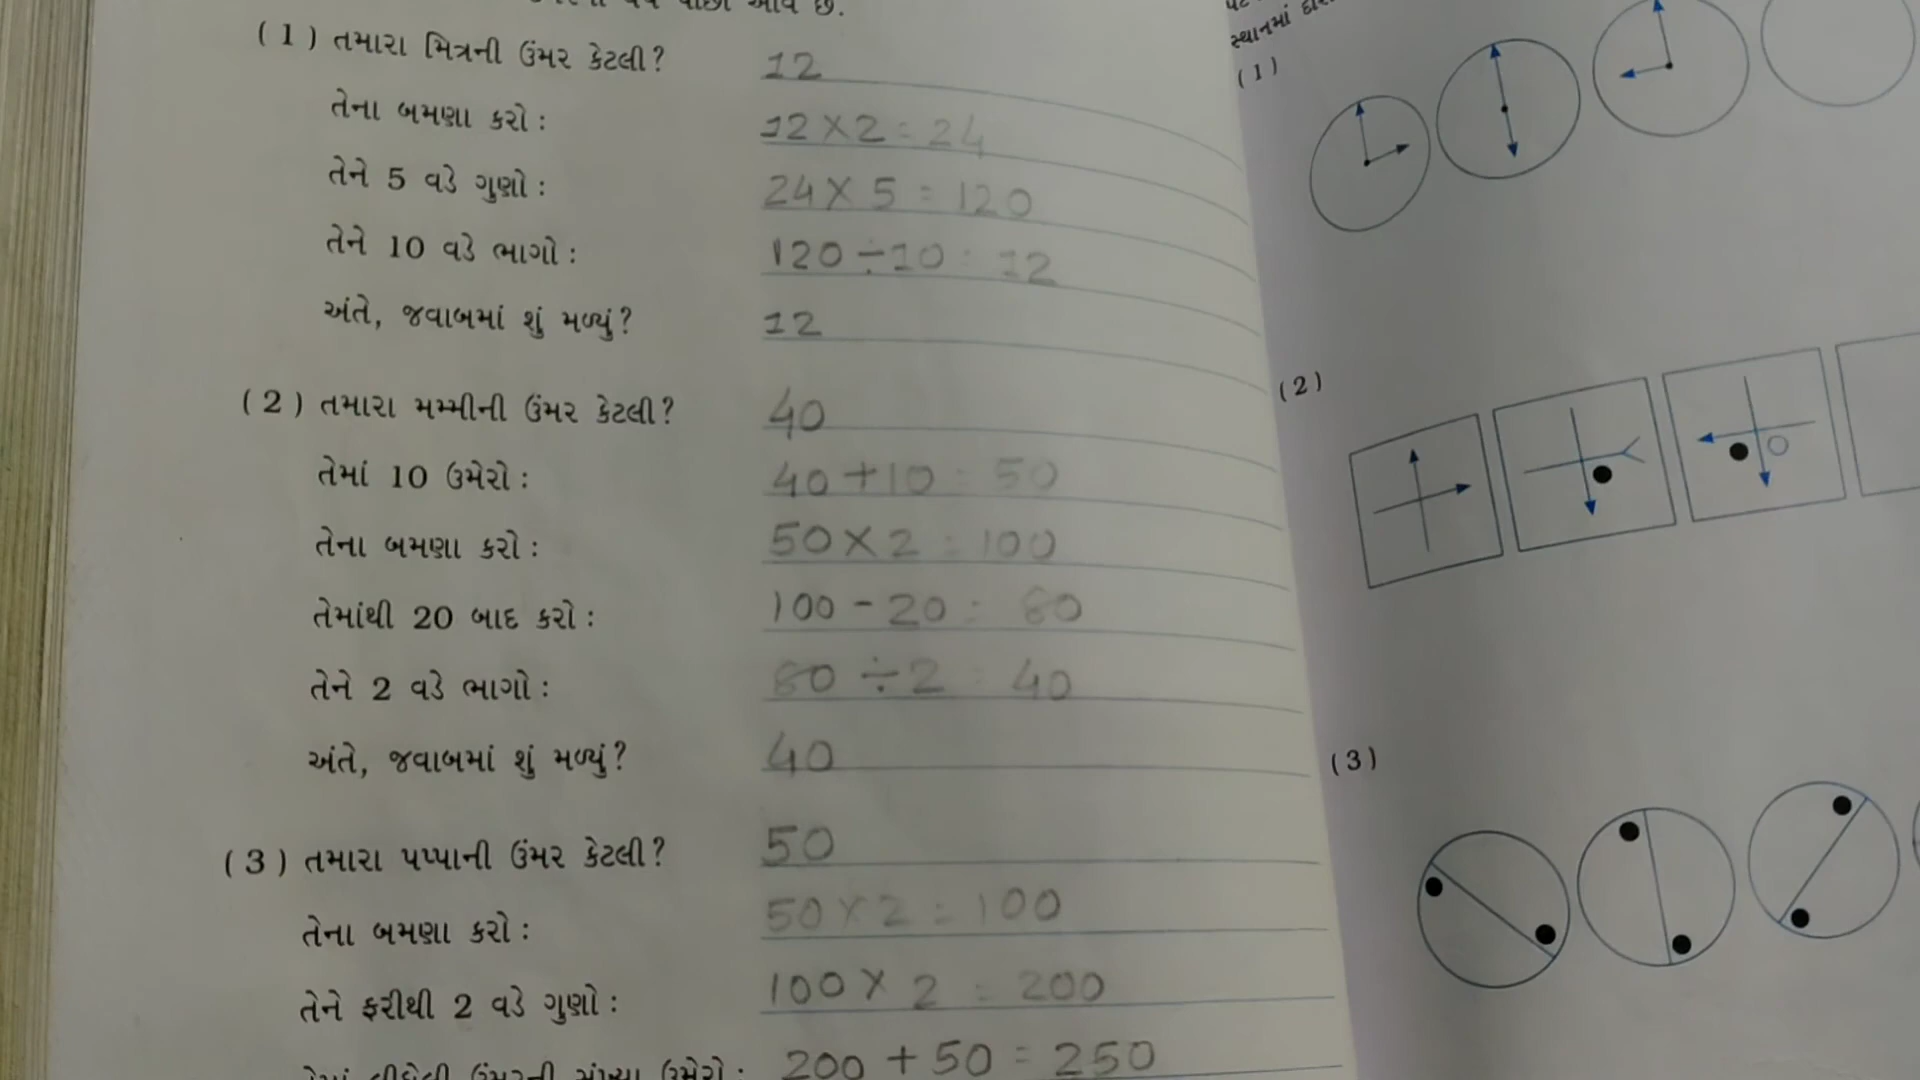 આવે છે.
(1) તમારા મિત્રની ઉંમર કેટલી? 12
તેના બમણા કરો : 12 × 2 = 24
તેને 5 વડે ગુણો : 24 × 5 = 120
તેને 10 વડે ભાગો : 120 ÷ 10 = 12
અંતે, જવાબમાં શું મળ્યું? 12
(2) તમારા મમ્મીની ઉંમર કેટલી? 40
તેમાં 10 ઉમેરો : 40 + 10 = 50
તેના બમણા કરો : 50 × 2 = 100
તેમાંથી 20 બાદ કરો : 100 - 20 = 80
તેને 2 વડે ભાગો : 80 ÷ 2 40
અંતે, જવાબમાં શું મળ્યું? 40
(3) તમારા પપ્પાની ઉંમર કેટલી? 50
તેના બમણા કરો : 50 × 2 = 100
તેને ફરીથી 2 વડે ગુણો : 100 × 2 = 200
ઉંમરની સંખ્યા ઉમેરો : 200 + 50 = 250
સ્થાનમાં
(1)
(2)
(3)